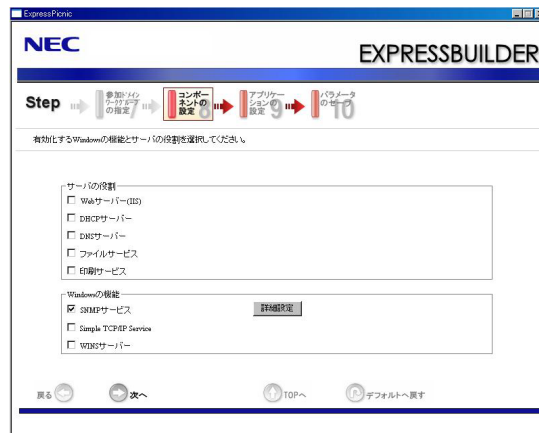 ExpressPicnic
NEC
EXPRESSBUILDER
Step
参加ドメイン
ワークグループ
の指定 7
コンポー
ネントの
設定 8
アプリケー
ションの
設定 9
パラメータ
のセーブ 10
有効化するWindowsの機能とサーバの役割を選択してください。
サーバの役割
Webサーバー(IIS)
DHCPサーバー
DNSサーバー
ファイルサービス
印刷サービス
Windowsの機能
SNMPサービス
詳細設定
Simple TCP/IP Service
WINSサーバー
戻る
次へ
TOPへ
デフォルトへ戻す